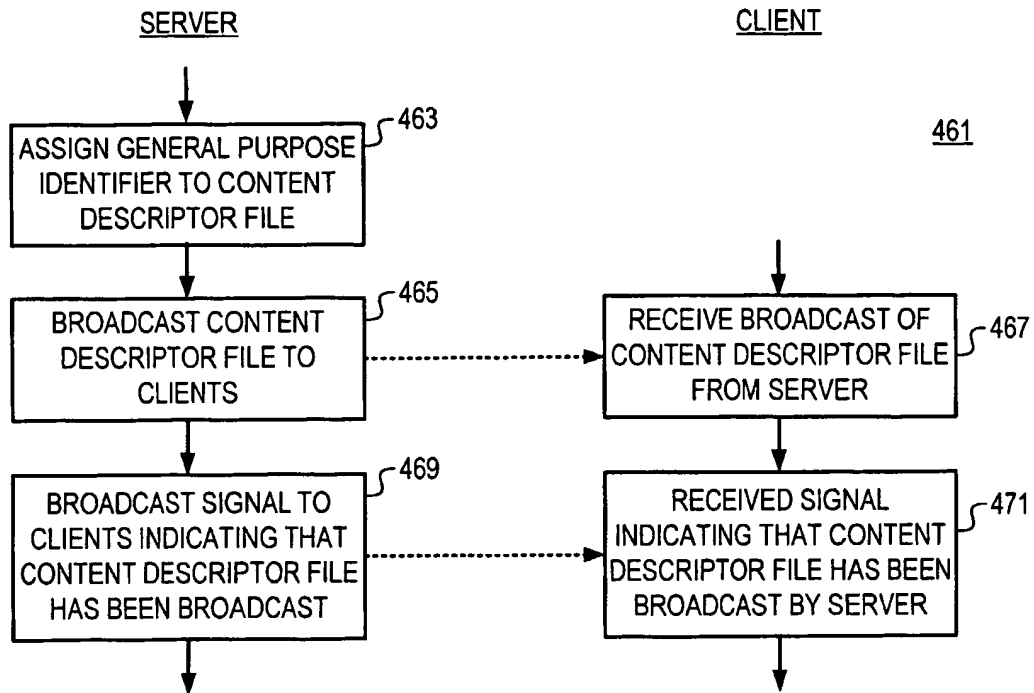 SERVER
CLIENT
461
463
ASSIGN GENERAL PURPOSE
IDENTIFIER TO CONTENT
DESCRIPTOR FILE
465
BROADCAST CONTENT
DESCRIPTOR FILE TO
CLIENTS
467
RECEIVE BROADCAST OF
CONTENT DESCRIPTOR FILE
FROM SERVER
469
BROADCAST SIGNAL TO
CLIENTS INDICATING THAT
CONTENT DESCRIPTOR FILE
HAS BEEN BROADCAST
471
RECEIVED SIGNAL
INDICATING THAT CONTENT
DESCRIPTOR FILE HAS BEEN
BROADCAST BY SERVER